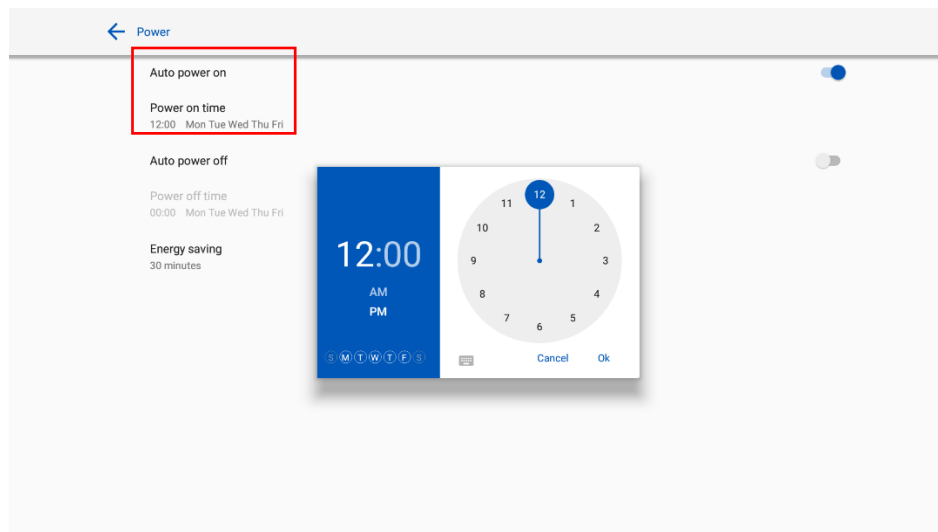 Power
Auto power on
Power on time
12:00 Mon Tue Wed Thu Fri
Auto power off
Power off time
00:00 Mon Tue Wed Thu Fri
Energy saving
30 minutes
12:00
AM
PM
S M T W T F S
12
1
2
3
4
5
6
7
8
9
10
11
Cancel Ok